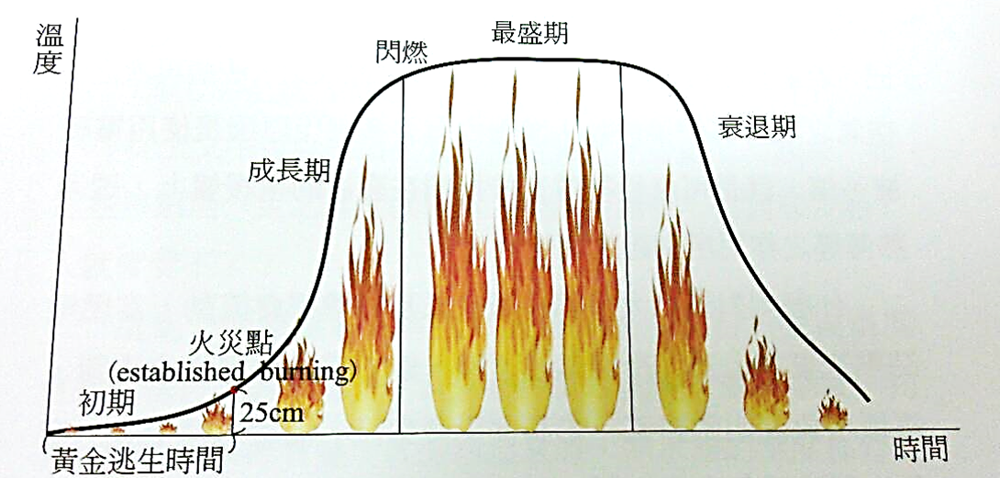 溫度
最盛期
閃燃
衰退期
成長期
火災點
(established burning)
初期
25cm
黃金逃生時間
時間